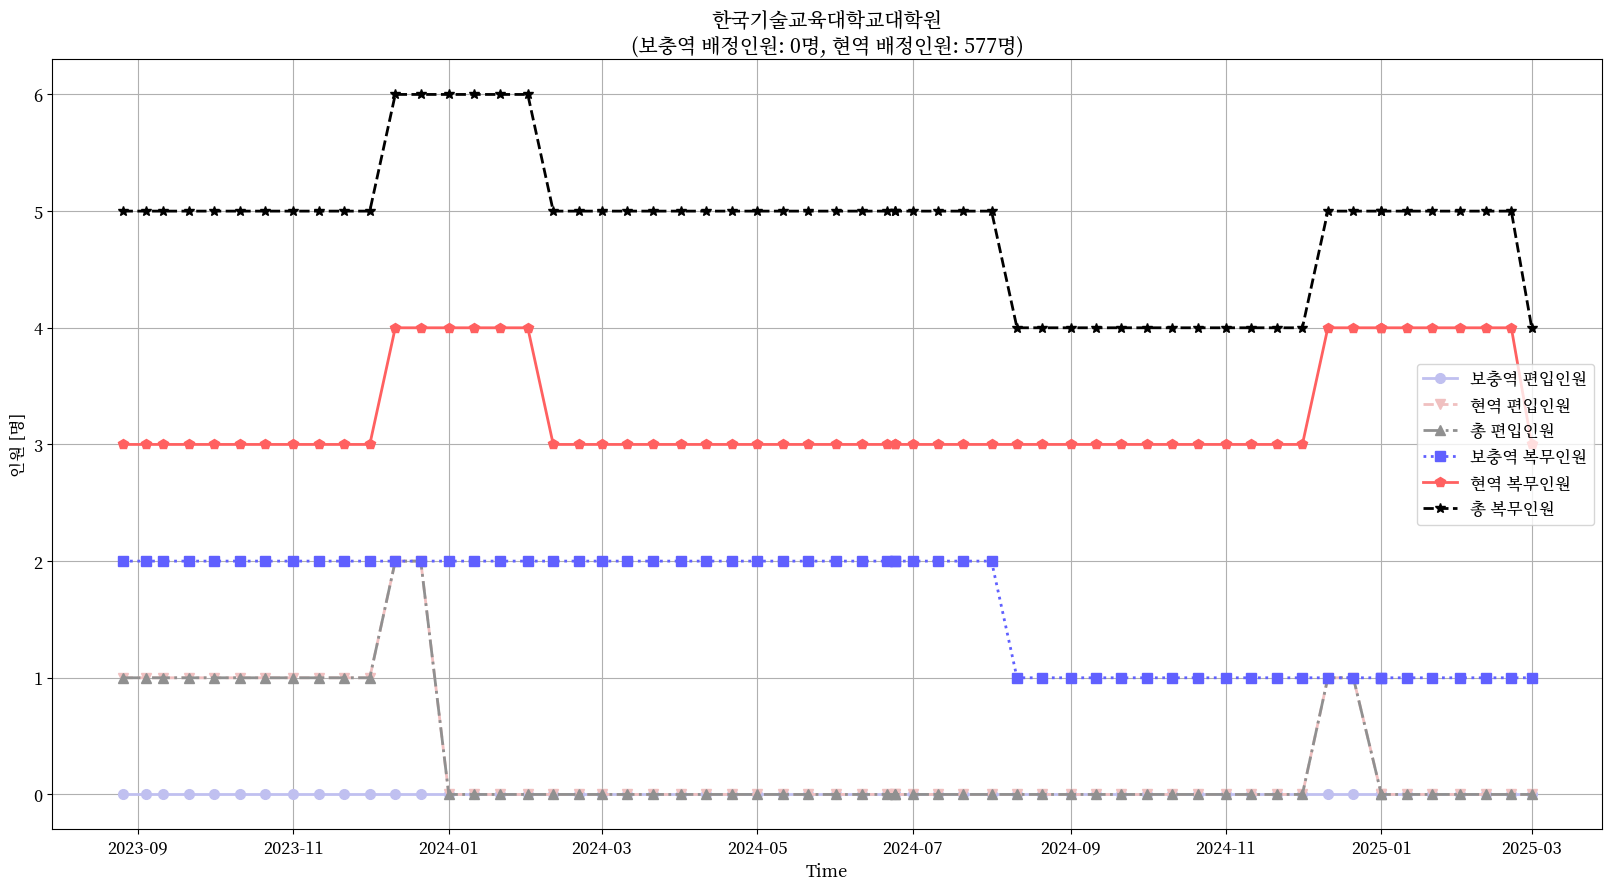 한국기술교육대학교대학원
(보충역 배정인원: 0명, 현역 배정인원: 577명)
인원 [명]
6
5
4
3
2
1
0
보충역 편입인원
현역 편입인원
총 편입인원
보충역 복무인원
현역 복무인원
총 복무인원
2023-09 2023-11 2024-01 2024-03 2024-05 2024-07 2024-09 2024-11 2025-01 2025-03
Time